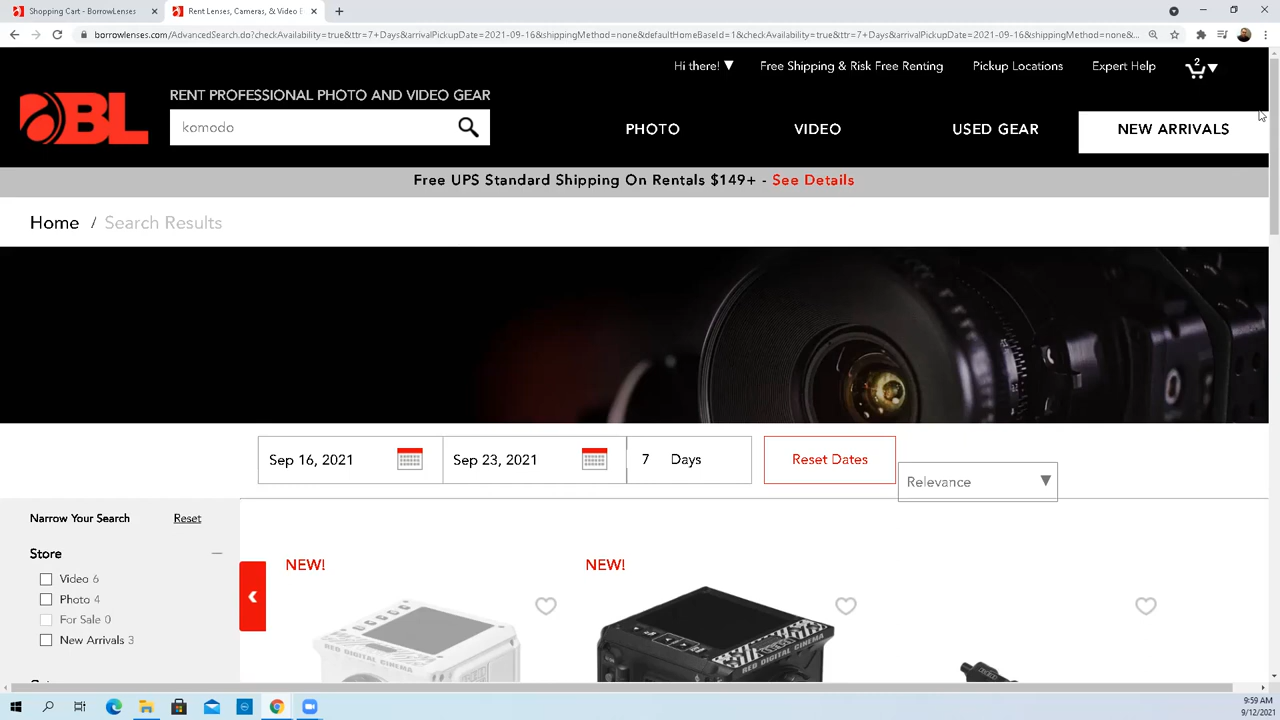 Shopping Cart - BorrowLenses
Rent Lenses, Cameras, & Video E
borrowlenses.com/AdvancedSearch.do?checkAvailability=true&ttr=7+Days&arrivalPickupDate=2021-09-16&shippingMethod=none&defaultHomeBaseId=1&checkAvailability=true&ttr=7+Days&arrivalPickupDate=2021-09-16&shippingMethod=none&...
Hi there! ▼
Free Shipping & Risk Free Renting
Pickup Locations
Expert Help
2
BL
RENT PROFESSIONAL PHOTO AND VIDEO GEAR
komodo
PHOTO
VIDEO
USED GEAR
NEW ARRIVALS
Free UPS Standard Shipping On Rentals $149+ - See Details
Home / Search Results
Sep 16, 2021
Sep 23, 2021
7 Days
Reset Dates
Relevance
Narrow Your Search
Reset
Store
Video 6
Photo 4
For Sale 0
New Arrivals 3
NEW!
NEW!
RED DIGITAL CINEMA
RED DIGITAL CINEMA
9:59 AM
9/12/2021